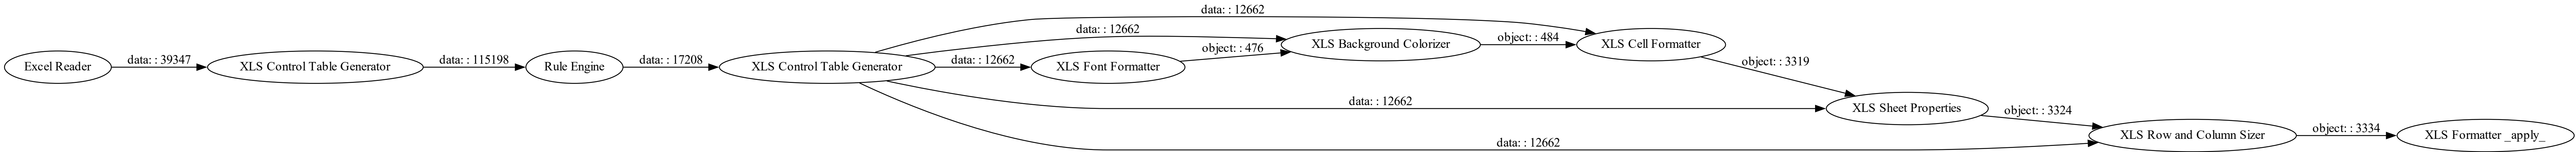 Excel Reader
data: : 39347
XLS Control Table Generator
data: : 115198
Rule Engine
data: : 17208
XLS Control Table Generator
data: : 12662
data: : 12662
data: : 12662
data: : 12662
data: : 12662
XLS Font Formatter
object: : 476
XLS Background Colorizer
object: : 484
XLS Cell Formatter
object: : 3319
XLS Sheet Properties
object: : 3324
XLS Row and Column Sizer
object: : 3334
XLS Formatter _apply_